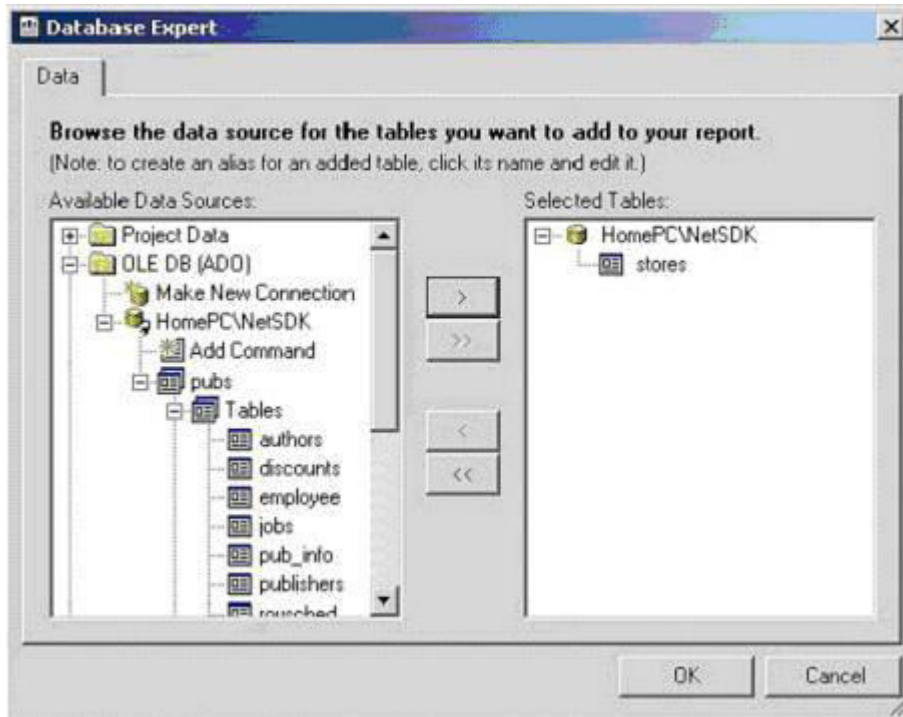 Database Expert
Data
Browse the data source for the tables you want to add to your report.
(Note: to create an alias for an added table, click its name and edit it.)
Available Data Sources:
Project Data
OLE DB (ADO)
Make New Connection
HomePC\NetSDK
Add Command
pubs
Tables
authors
discounts
employee
jobs
pub_info
publishers
rousched
>
>>
<
<<
Selected Tables:
HomePC\NetSDK
stores
OK
Cancel